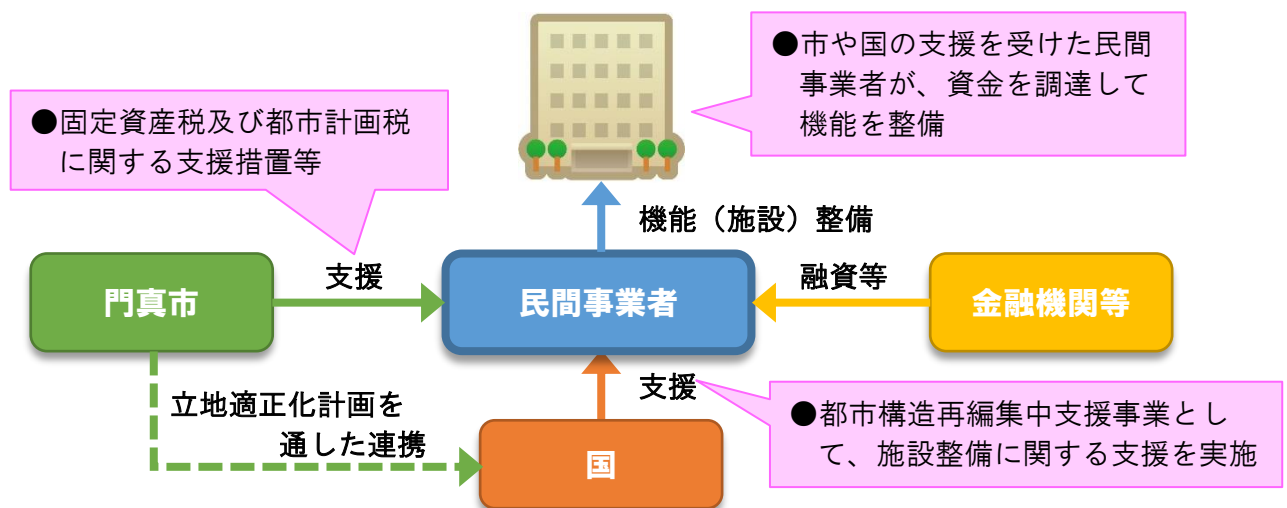 ●市や国の支援を受けた民間
事業者が、資金を調達して
機能を整備
●固定資産税及び都市計画税
に関する支援措置等
機能（施設）整備
門真市
支援
民間事業者
融資等
金融機関等
立地適正化計画を
通した連携
支援
国
●都市構造再編集中支援事業とし
て、施設整備に関する支援を実施